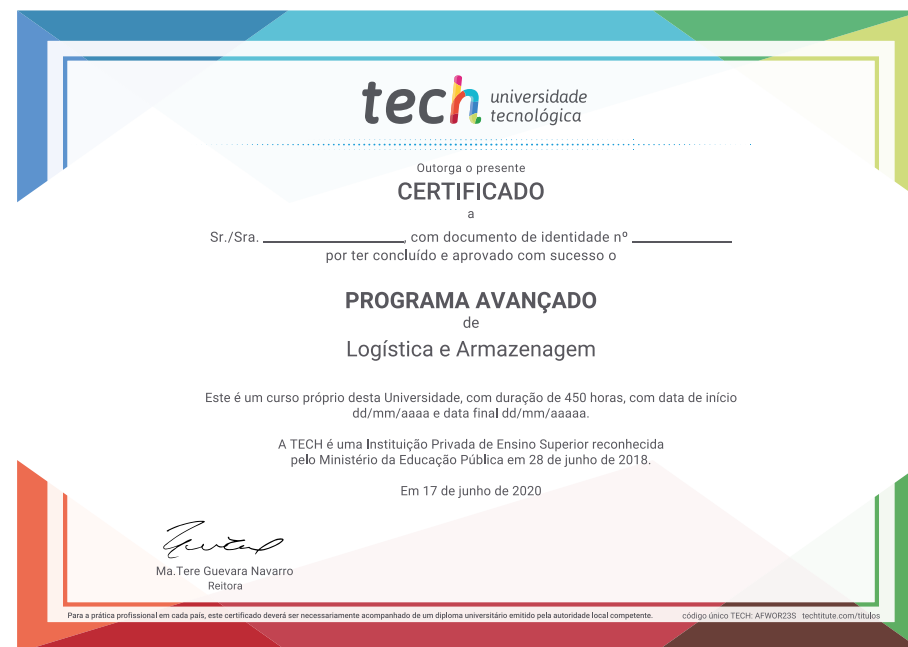 tech universidade
tecnológica
Outorga o presente
CERTIFICADO
a
Sr./Sra. ________________, com documento de identidade nº ____________
por ter concluído e aprovado com sucesso o
PROGRAMA AVANÇADO
de
Logística e Armazenagem
Este é um curso próprio desta Universidade, com duração de 450 horas, com data de início
dd/mm/aaaa e data final dd/mm/aaaaa.
A TECH é uma Instituição Privada de Ensino Superior reconhecida
pelo Ministério da Educação Pública em 28 de junho de 2018.
Em 17 de junho de 2020
Ma.Tere Guevara Navarro
Reitora
Para a prática profissional em cada país, este certificado deverá ser necessariamente acompanhado de um diploma universitário emitido pela autoridade local competente. código único TECH: AFWOR23S techtitute.com/titulos